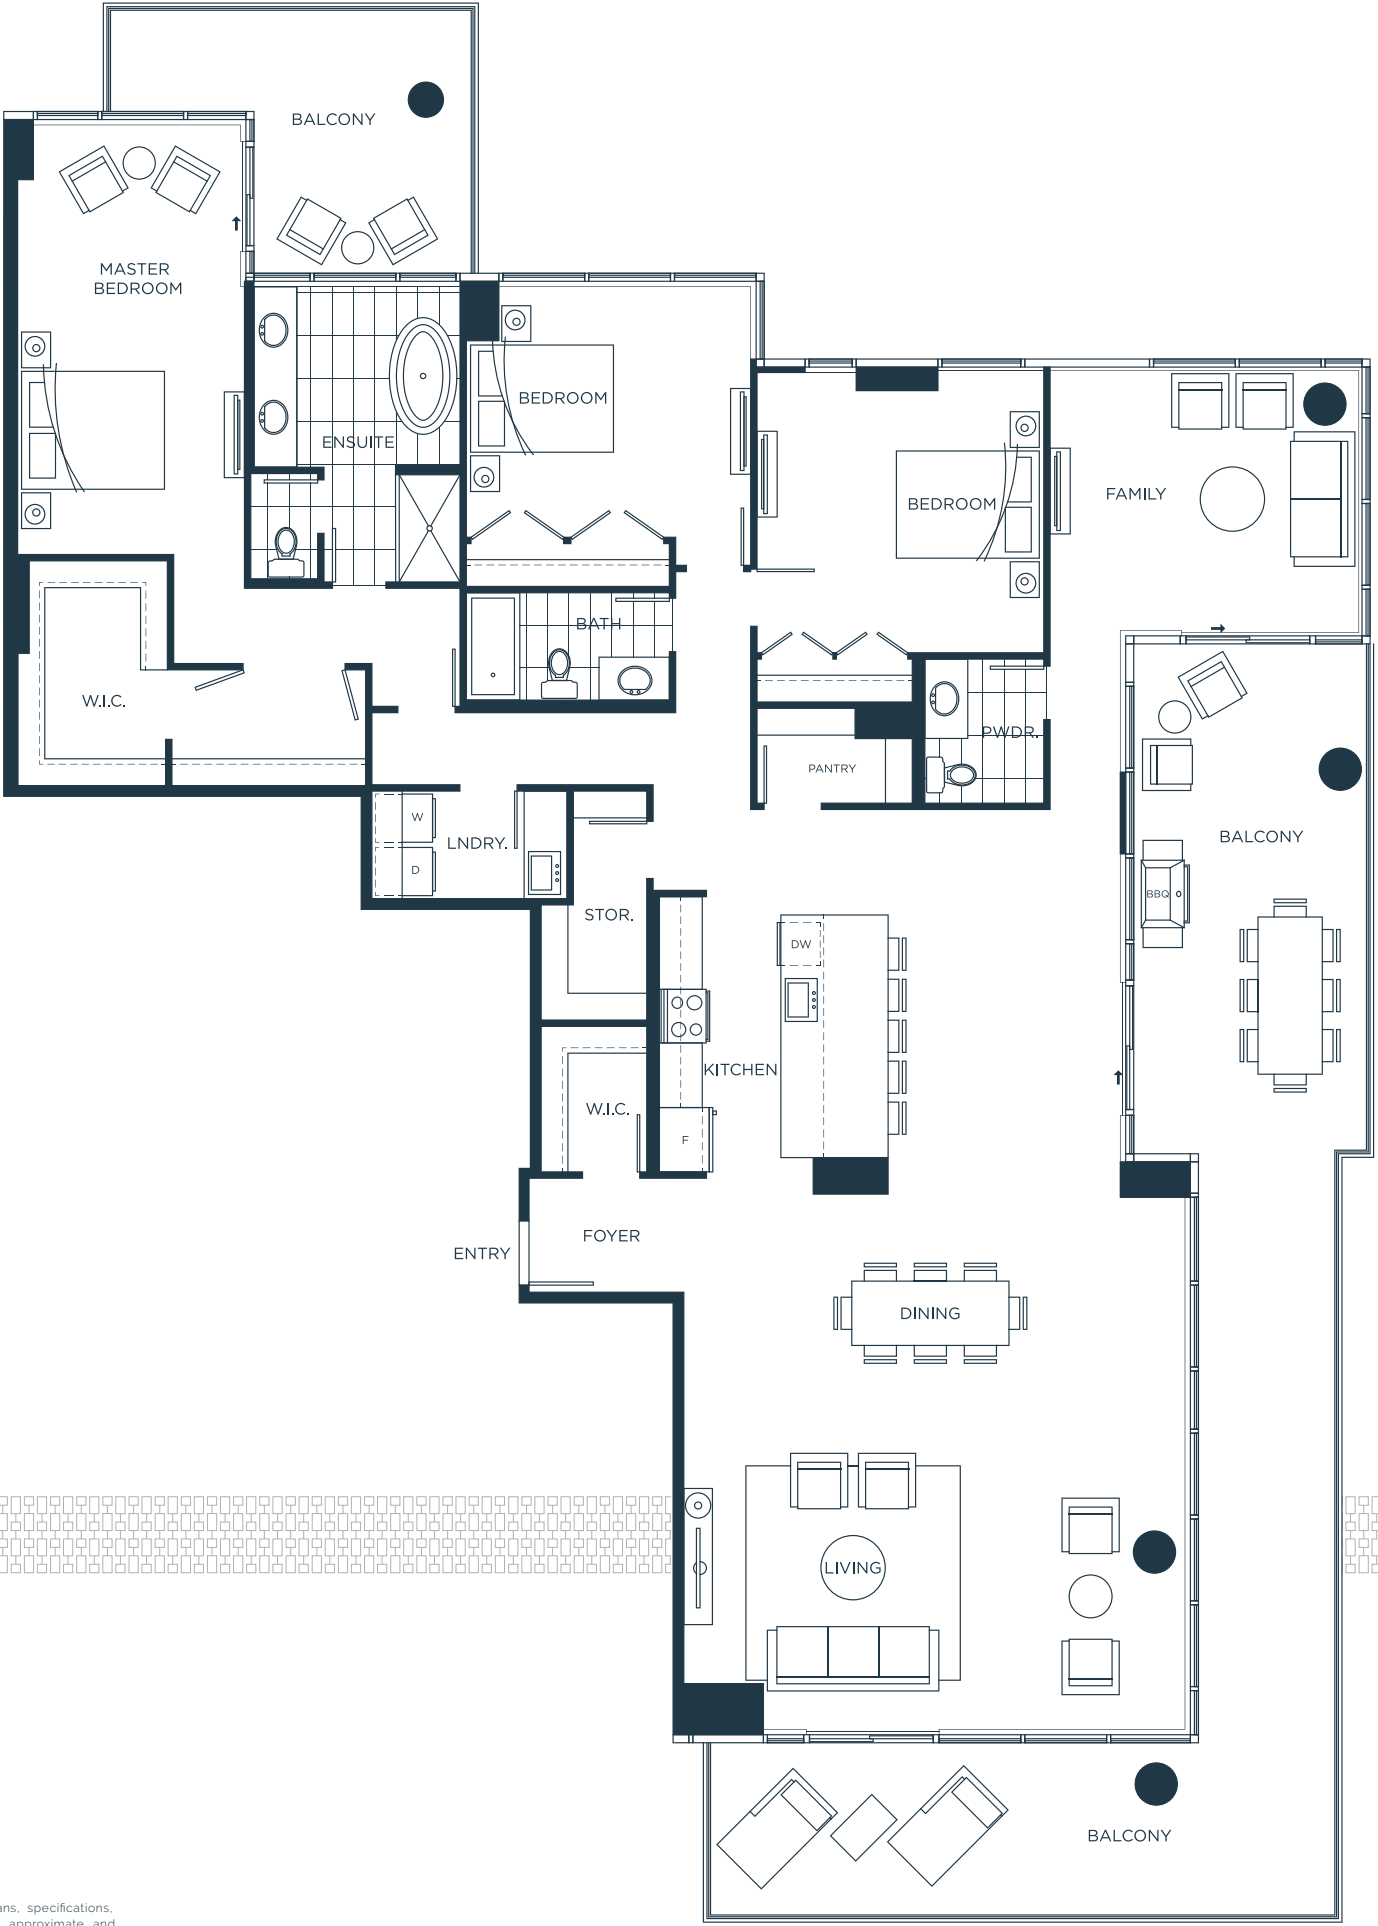 BALCONY
MASTER
BEDROOM
BEDROOM
ENSUITE
BEDROOM
FAMILY
BATH
W.I.C.
PWDR.
PANTRY
W
LNDRY.
D
BALCONY
BBQ
STOR.
DW
KITCHEN
W.I.C.
F
FOYER
ENTRY
DINING
LIVING
BALCONY
ans, specifications,
approximate and